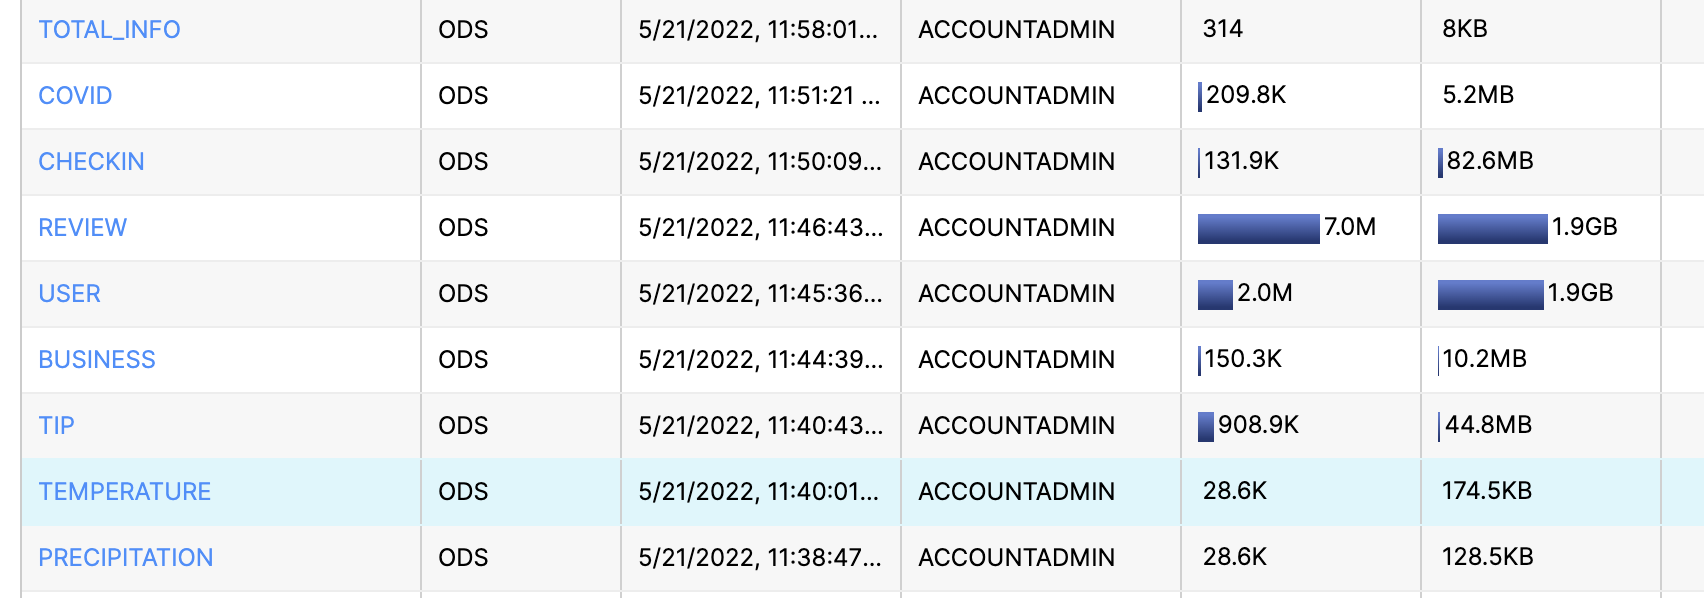 TOTAL_INFO ODS 5/21/2022, 11:58:01... ACCOUNTADMIN 314 8KB
COVID ODS 5/21/2022, 11:51:21 ... ACCOUNTADMIN 209.8K 5.2MB
CHECKIN ODS 5/21/2022, 11:50:09... ACCOUNTADMIN 131.9K 82.6MB
REVIEW ODS 5/21/2022, 11:46:43... ACCOUNTADMIN 7.0M 1.9GB
USER ODS 5/21/2022, 11:45:36... ACCOUNTADMIN 2.0M 1.9GB
BUSINESS ODS 5/21/2022, 11:44:39... ACCOUNTADMIN 150.3K 10.2MB
TIP ODS 5/21/2022, 11:40:43... ACCOUNTADMIN 908.9K 44.8MB
TEMPERATURE ODS 5/21/2022, 11:40:01... ACCOUNTADMIN 28.6K 174.5KB
PRECIPITATION ODS 5/21/2022, 11:38:47... ACCOUNTADMIN 28.6K 128.5KB